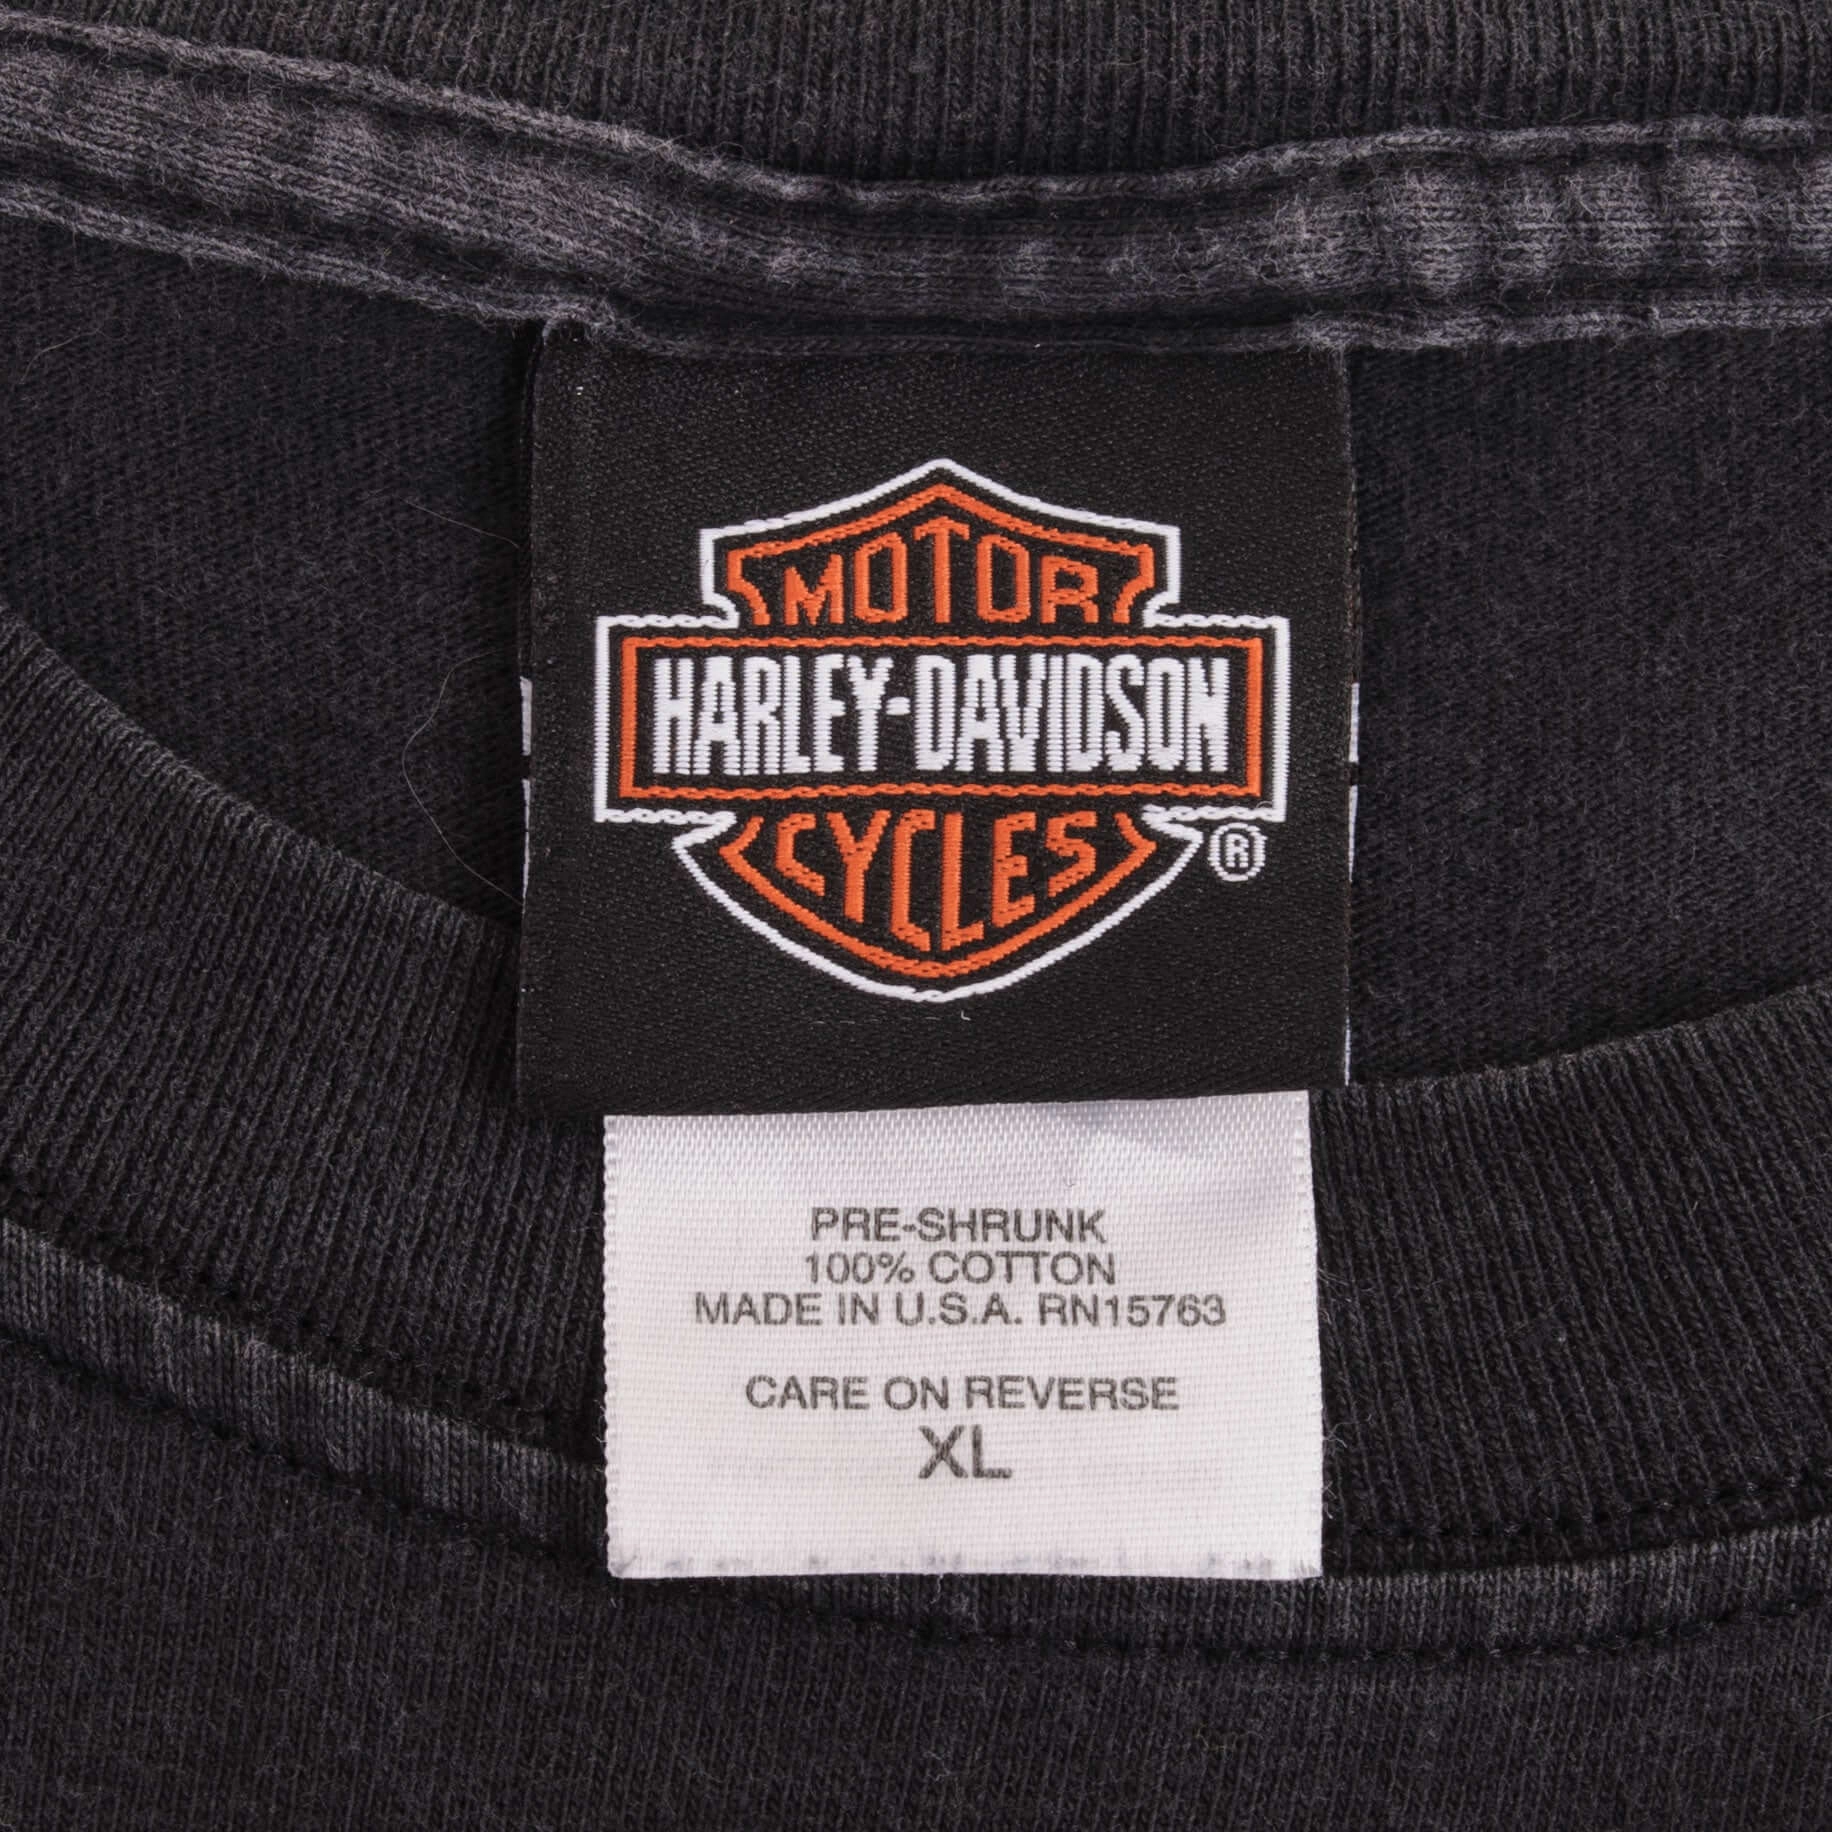 MOTOR
HARLEY-DAVIDSON
CYCLES
®
PRE-SHRUNK
100% COTTON
MADE IN U.S.A. RN15763
CARE ON REVERSE
XL